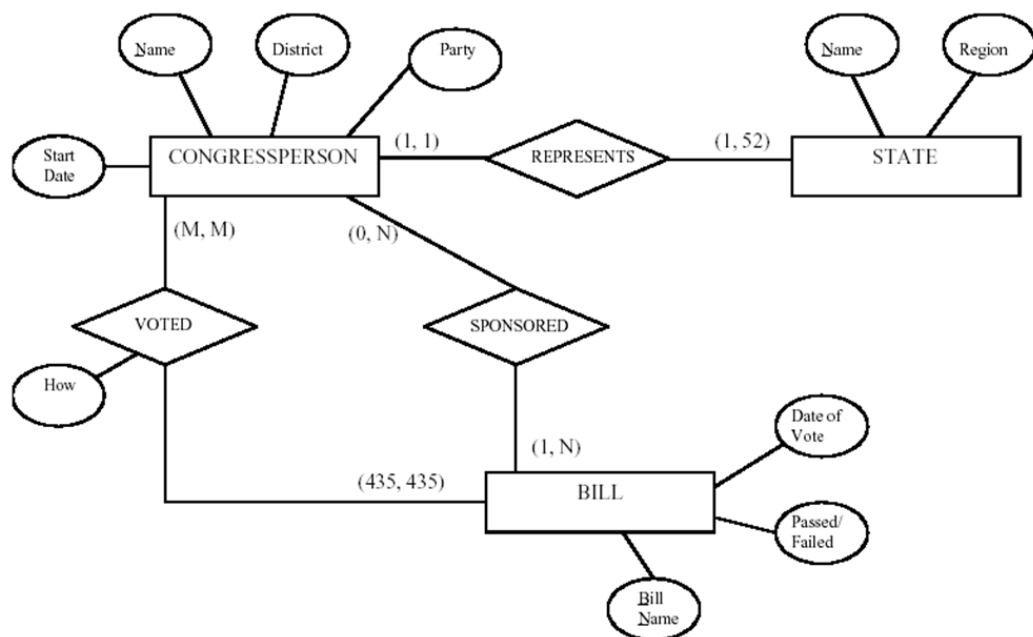 Name
District
Party
Name
Region
Start
Date
CONGRESSPERSON
(1, 1)
REPRESENTS
(1, 52)
STATE
(M, M)
(0, N)
VOTED
SPONSORED
How
(435, 435)
(1, N)
BILL
Date of
Vote
Passed/
Failed
Bill
Name